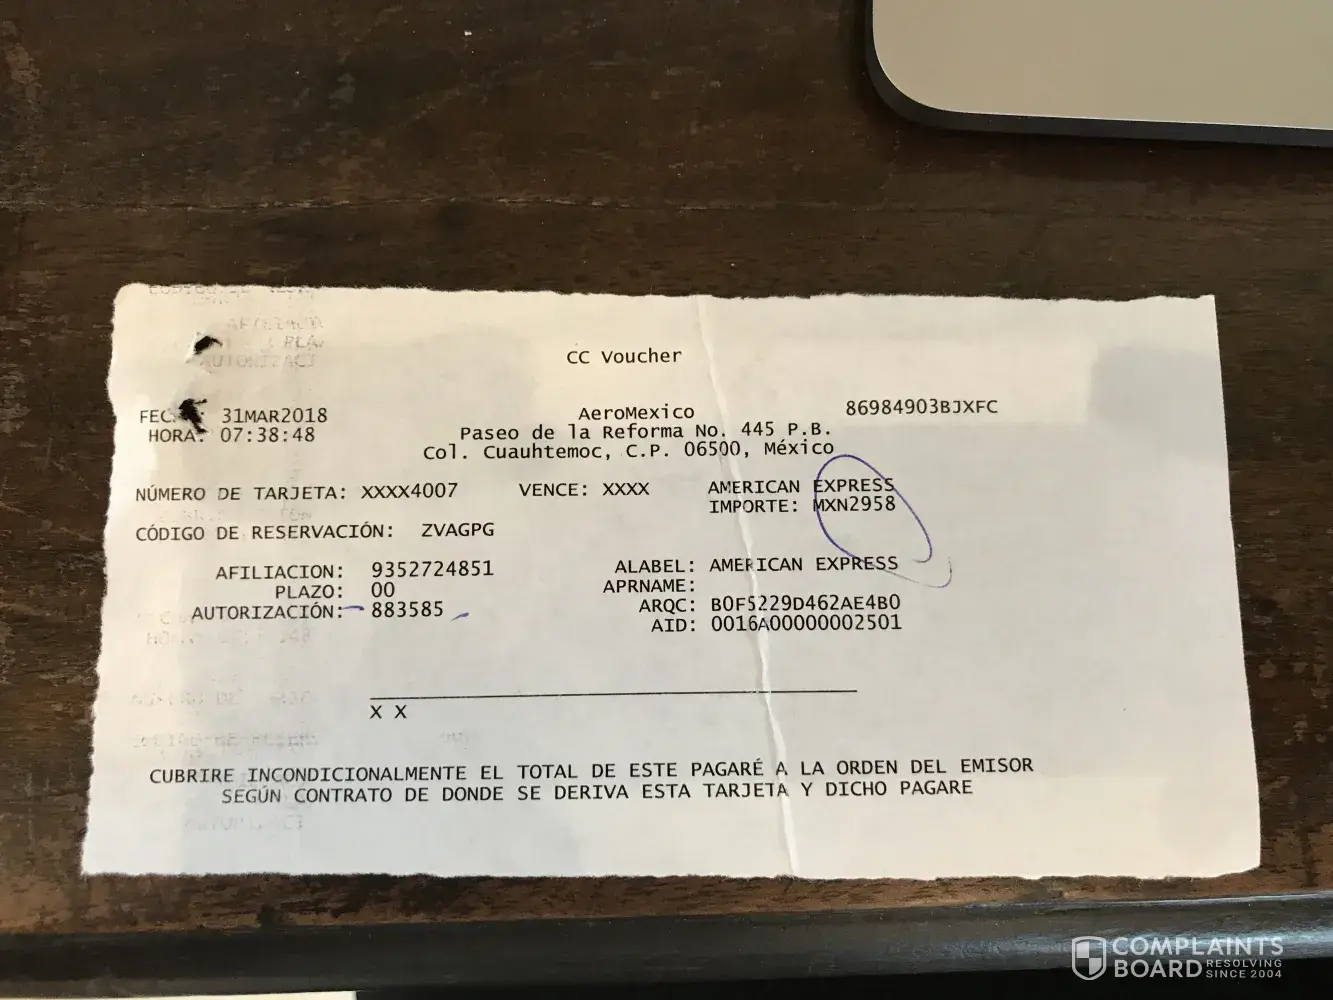 CC Voucher
FEC : 31MAR2018 AeroMexico 86984903BJXFC
HORA: 07:38:48 Paseo de la Reforma No. 445 P.B.
Col. Cuauhtemoc, C.P. 06500, México
NÚMERO DE TARJETA: XXXX4007 VENCE: XXXX AMERICAN EXPRESS
IMPORTE: MXN2958
CÓDIGO DE RESERVACIÓN: ZVAGPG
AFILIACION: 9352724851 ALABEL: AMERICAN EXPRESS
PLAZO: 00 APRNAME:
AUTORIZACIÓN: 883585 ARQC: B0F5229D462AE4B0
AID: 0016A00000002501
X X
CUBRIRE INCONDICIONALMENTE EL TOTAL DE ESTE PAGARÉ A LA ORDEN DEL EMISOR
SEGÚN CONTRATO DE DONDE SE DERIVA ESTA TARJETA Y DICHO PAGARE
COMPLAINTS
BOARD RESOLVING
SINCE 2004